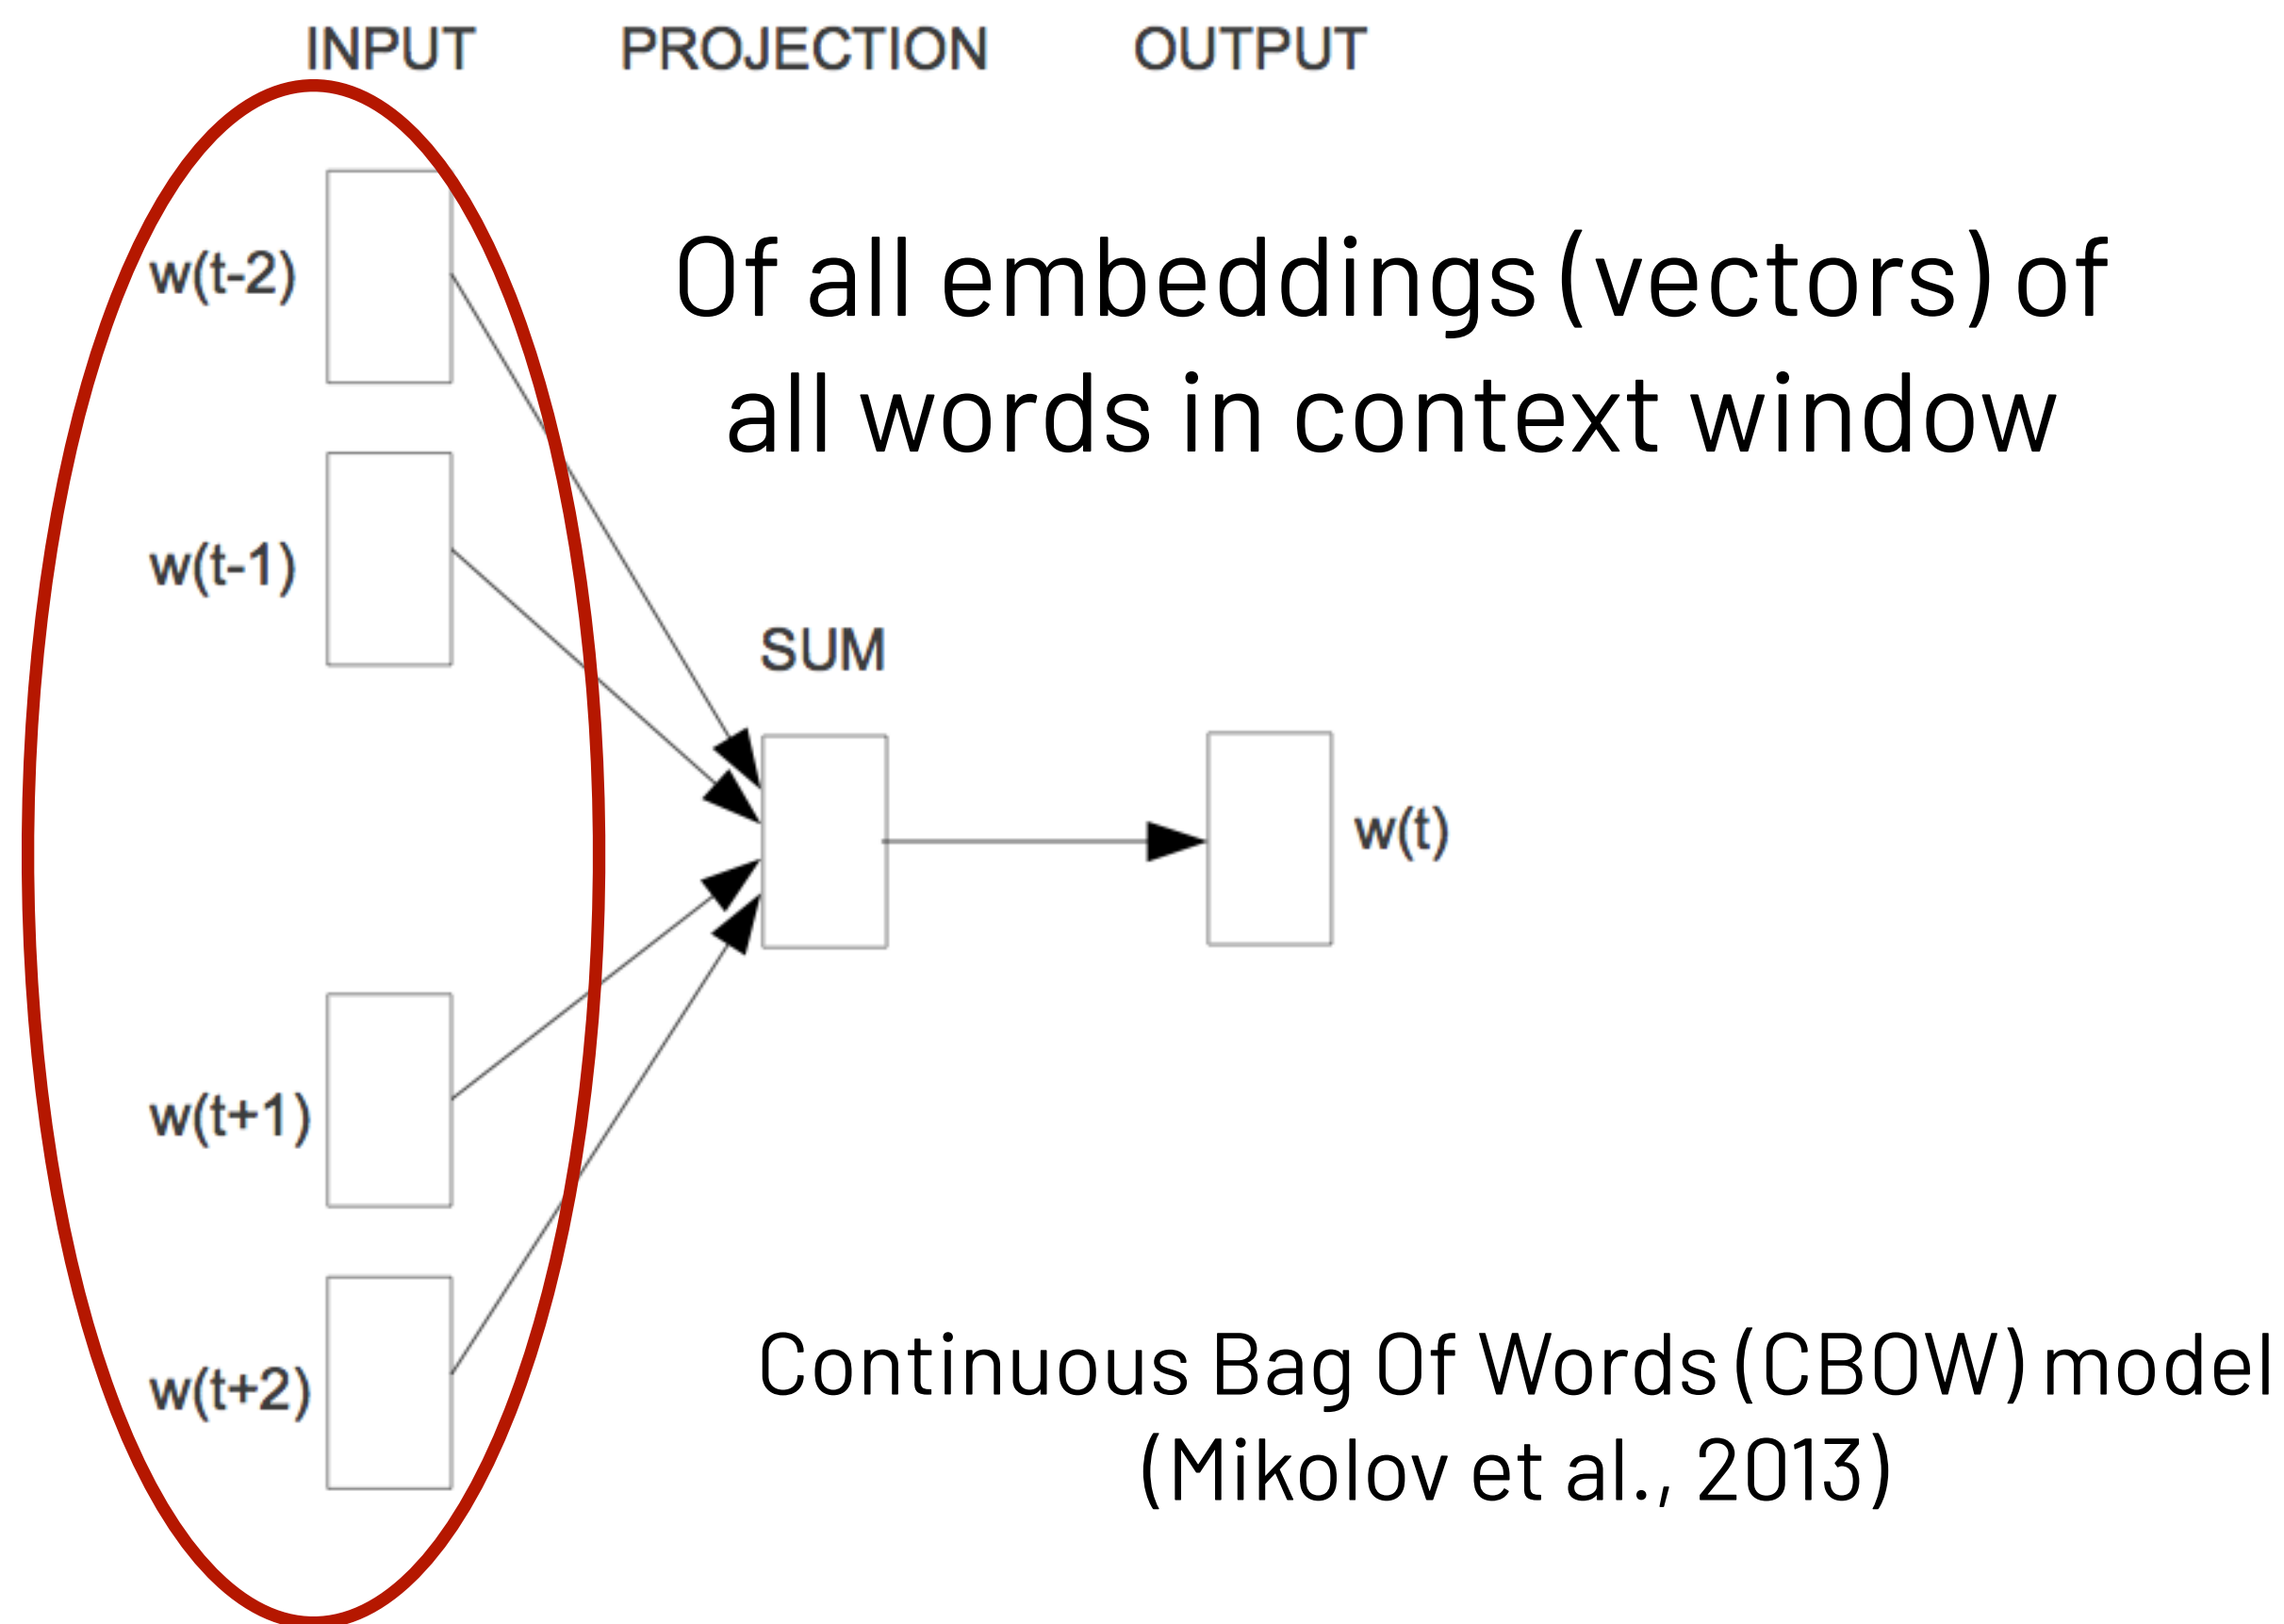 INPUT PROJECTION OUTPUT
w(t-2)
Of all embeddings (vectors) of
all words in context window
w(t-1)
SUM
w(t)
w(t+1)
w(t+2)
Continuous Bag Of Words (CBOW) model
(Mikolov et al., 2013)